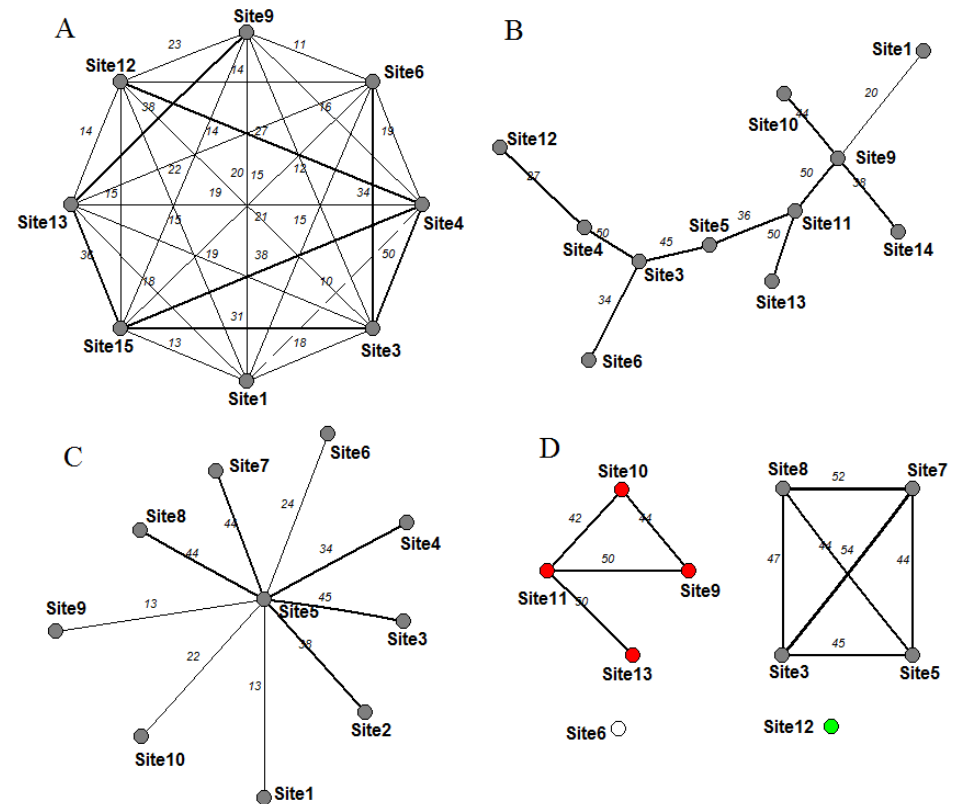 A
Site9
23
11
Site12
14
Site6
38
16
14
14
27
19
22
20
15
12
15
19
34
Site13
21
Site4
15
15
36
19
38
50
18
10
31
Site15
13
18
Site3
Site1
B
Site1
20
44
Site10
Site12
Site9
50
38
27
36
Site11
50
Site5
Site4
45
50
Site14
Site3
Site13
34
Site6
C
Site6
Site7
24
Site8
44
34
Site4
44
Site9
13
Site5
45
Site3
38
22
13
Site2
Site10
Site1
D
Site10
Site8
52
Site7
42
44
44
54
50
47
44
Site11
Site9
50
45
Site13
Site3
Site5
Site6
Site12